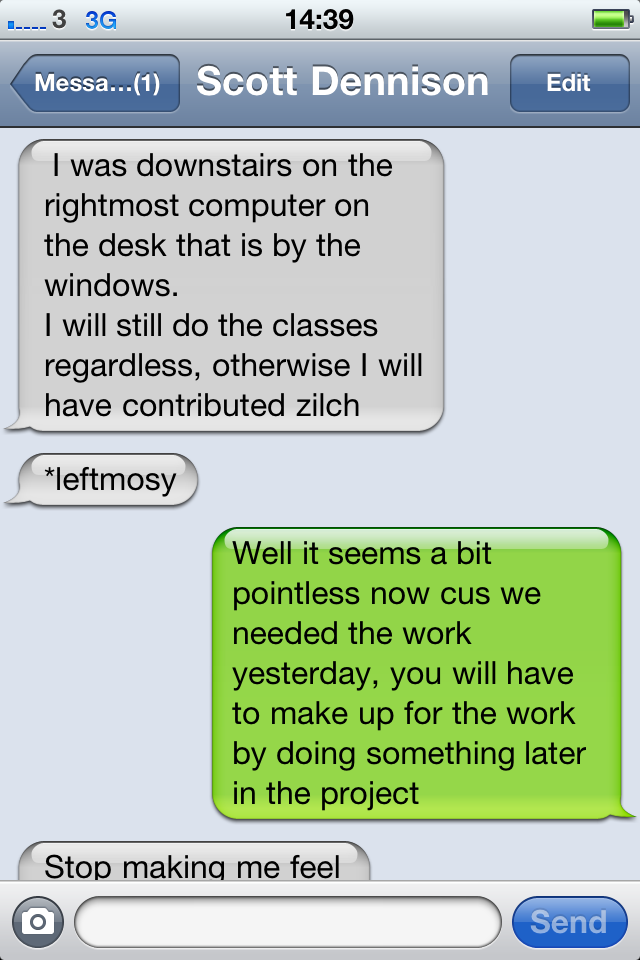 3 3G 14:39
Messa...(1) Scott Dennison Edit
I was downstairs on the
rightmost computer on
the desk that is by the
windows.
I will still do the classes
regardless, otherwise I will
have contributed zilch
*leftmosy
Well it seems a bit
pointless now cus we
needed the work
yesterday, you will have
to make up for the work
by doing something later
in the project
Stop making me feel
Send